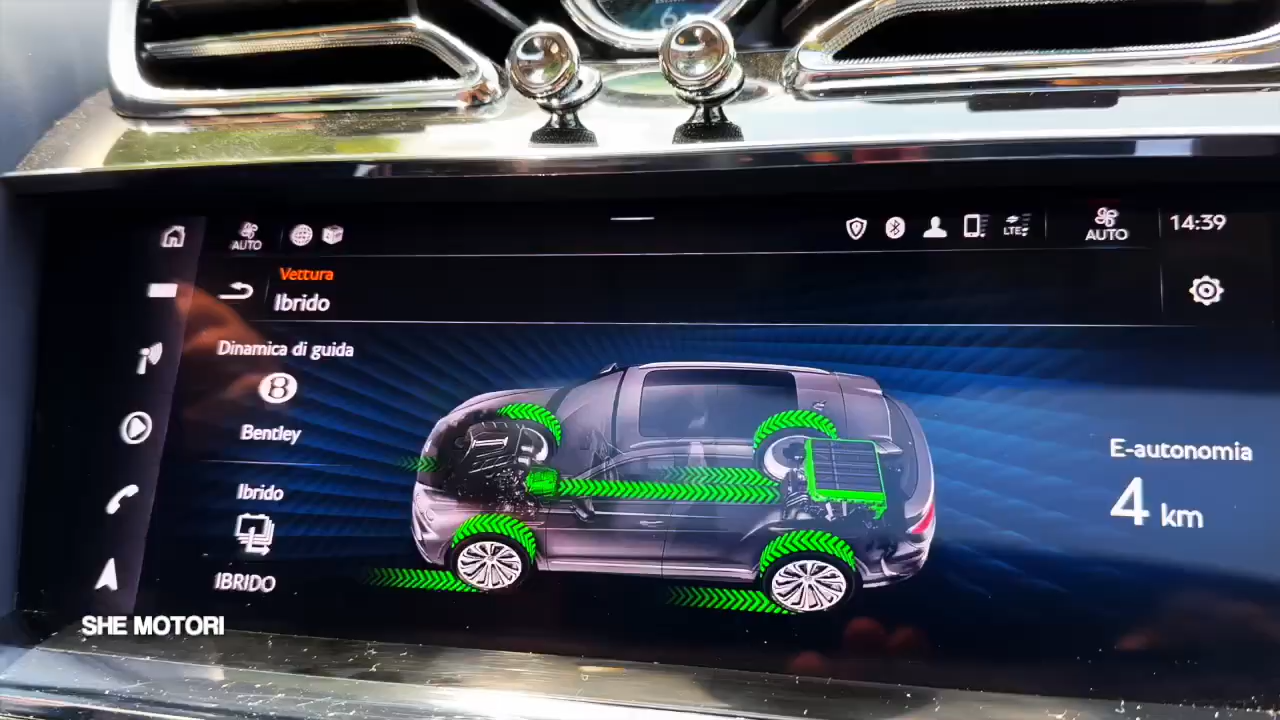 AUTO
LTE
AUTO
14:39
Vettura
Ibrido
Dinamica di guida
B
Bentley
Ibrido
IBRIDO
E-autonomia
4 km
SHE MOTORI